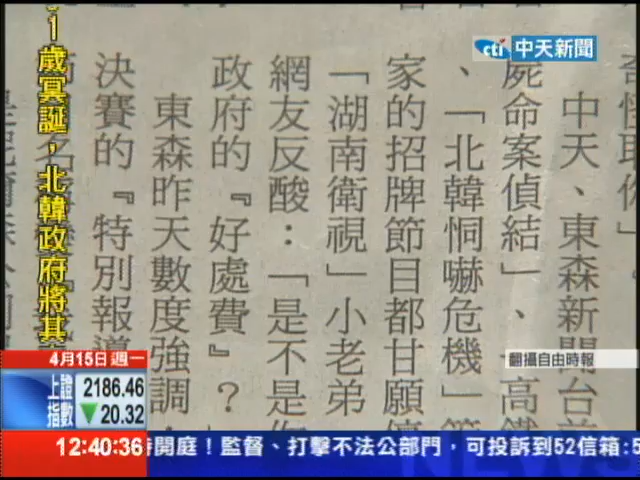 中天新聞
中天、東森新聞台
屍命案偵結」、高鐵
、「北韓恫嚇危機」等
家的招牌節目都甘願
「湖南衛視」小老弟
網友反酸：「是不是
政府的『好處費』？
東森昨天數度強調
決賽的『特別報導
1歲冥誕，北韓政府將其
翻攝自由時報
4月15日週一
上證指數 2186.46
▼20.32
12:40:36
開庭！監督、打擊不法公部門，可投訴到52信箱:5
NEWS